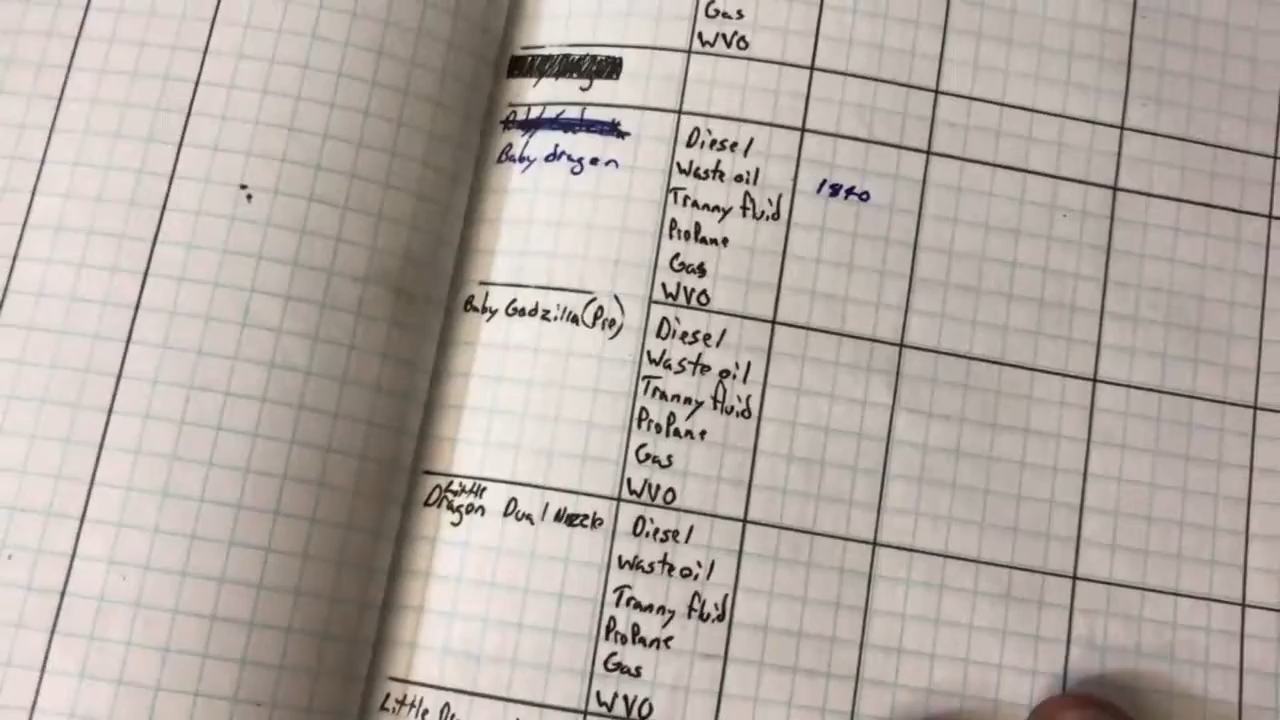 Gas
WVO
Baby dragon
Diesel
Waste oil
Tranny fluid
1840
ProPane
Gas
WVO
Baby Godzilla (Pre)
Diesel
Waste oil
Tranny fluid
ProPane
Gas
WVO
Little
Dragon Dual Nozzle
Diesel
Waste oil
Tranny fluid
ProPane
Gas
WVO
Little